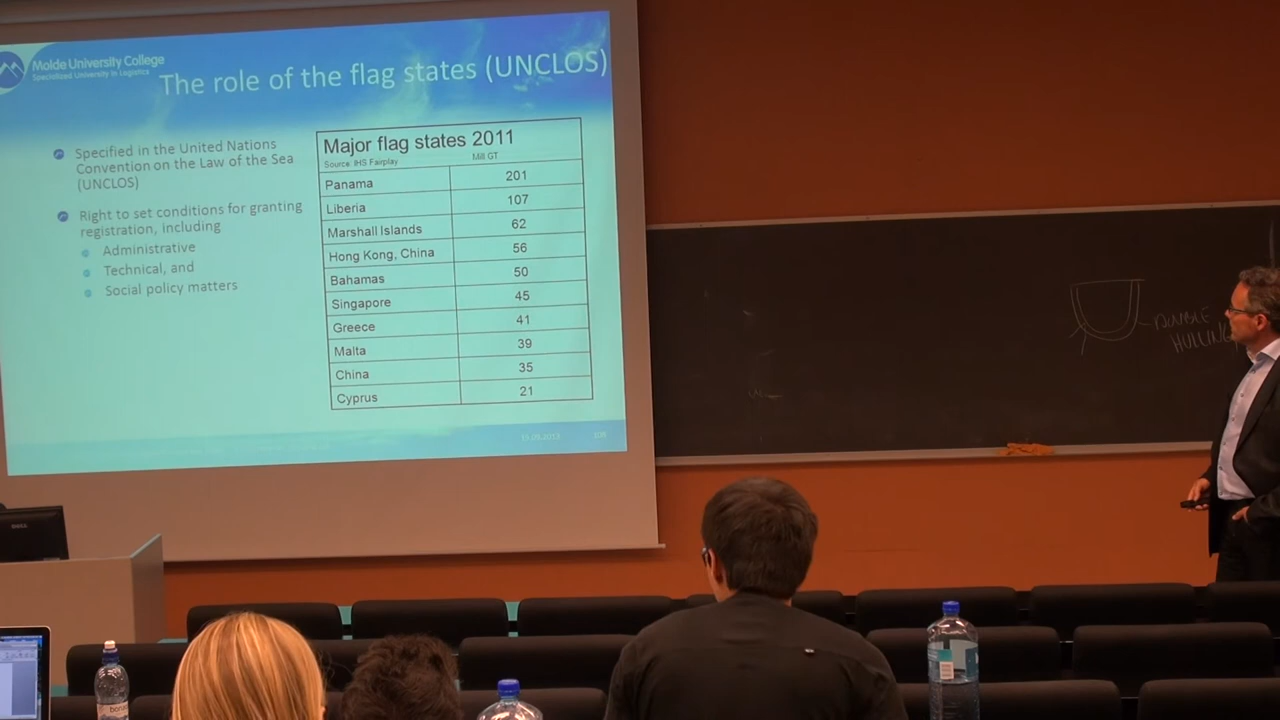 Molde University College
Specialized University in Logistics
The role of the flag states (UNCLOS)
Specified in the United Nations
Convention on the Law of the Sea
(UNCLOS)
Right to set conditions for granting
registration, including
Administrative
Technical, and
Social policy matters
Major flag states 2011
Source: IHS Fairplay Mill GT
Panama 201
Liberia 107
Marshall Islands 62
Hong Kong, China 56
Bahamas 50
Singapore 45
Greece 41
Malta 39
China 35
Cyprus 21
DOUBLE
HULLING
DELL